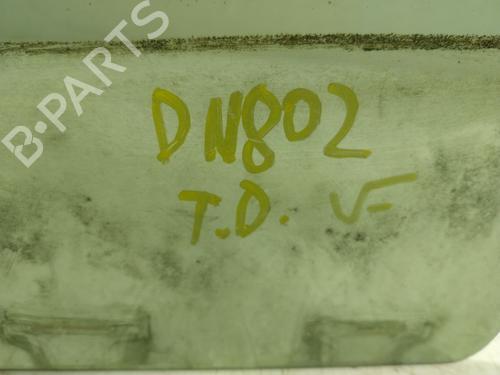 B-PARTS
DN802
T.D. V-